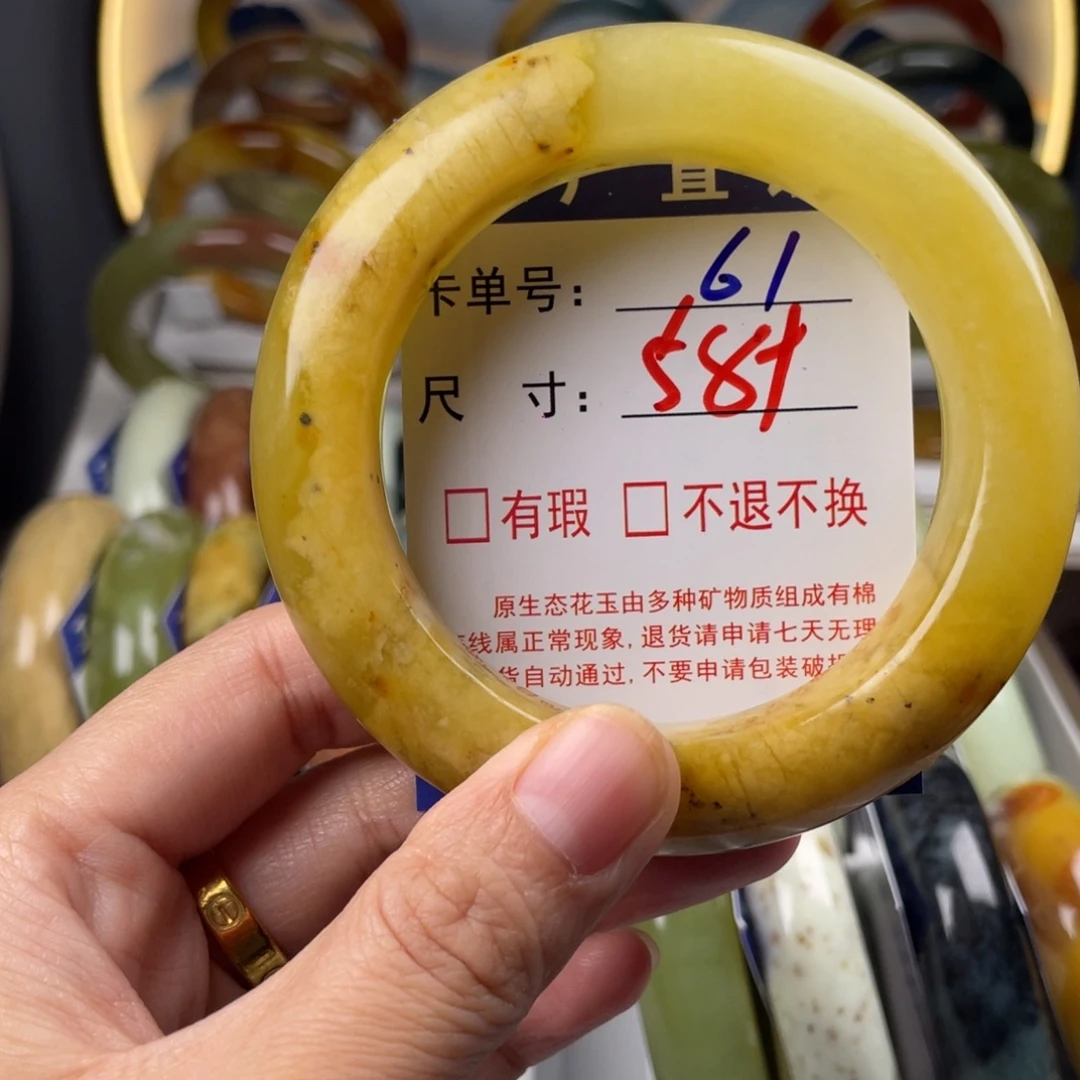 直
卡单号: 61
尺 寸: 58+
□有瑕 □不退不换
原生态花玉由多种矿物质组成有棉
线属正常现象, 退货请申请七天无理
货自动通过, 不要申请包装破